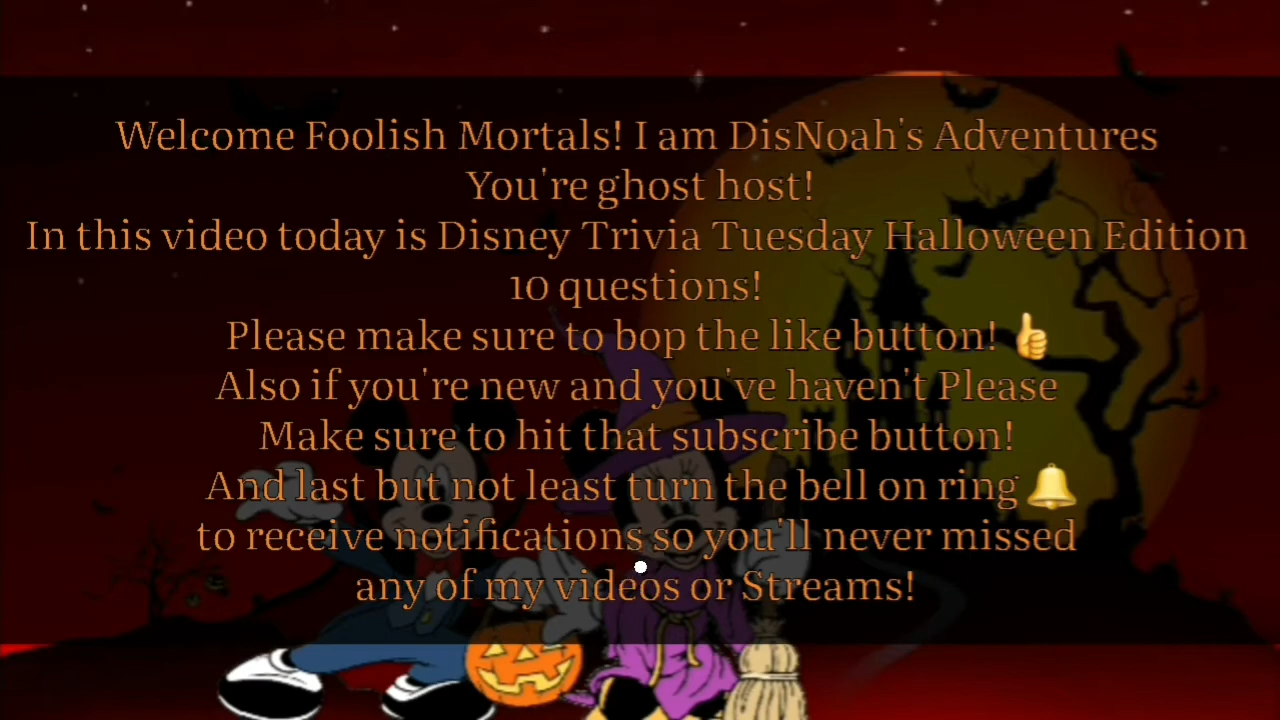 Welcome Foolish Mortals! I am DisNoah's Adventures
You're ghost host!
In this video today is Disney Trivia Tuesday Halloween Edition
10 questions!
Please make sure to bop the like button! 👍
Also if you're new and you've haven't Please
Make sure to hit that subscribe button!
And last but not least turn the bell on ring 🔔
to receive notifications so you'll never missed
any of my videos or Streams!